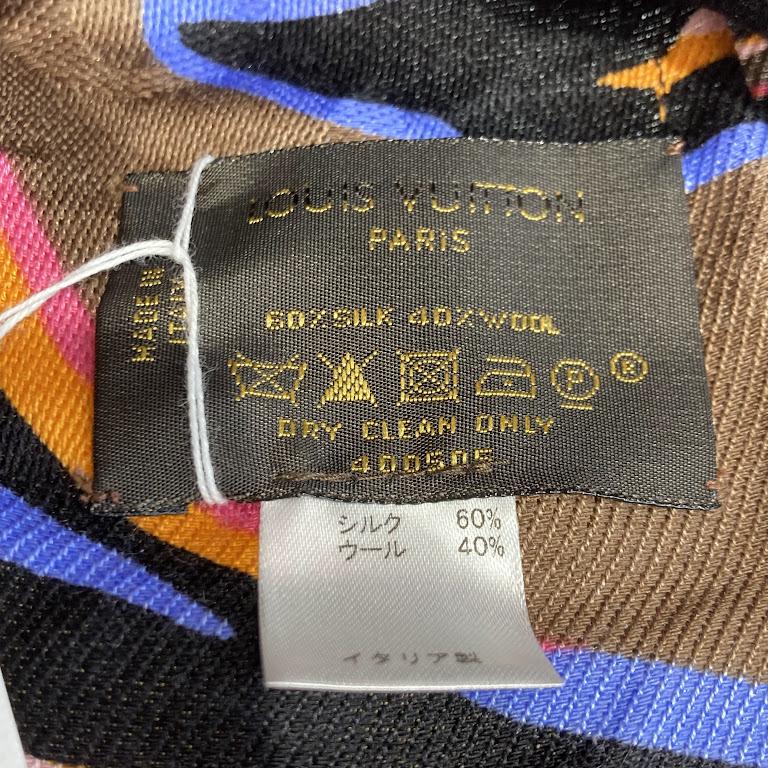 LOUIS VUITTON
PARIS
MADE IN
ITALY
60%SILK 40%WOOL
P
®
DRY CLEAN ONLY
400505
シルク 60%
ウール 40%
イタリア製